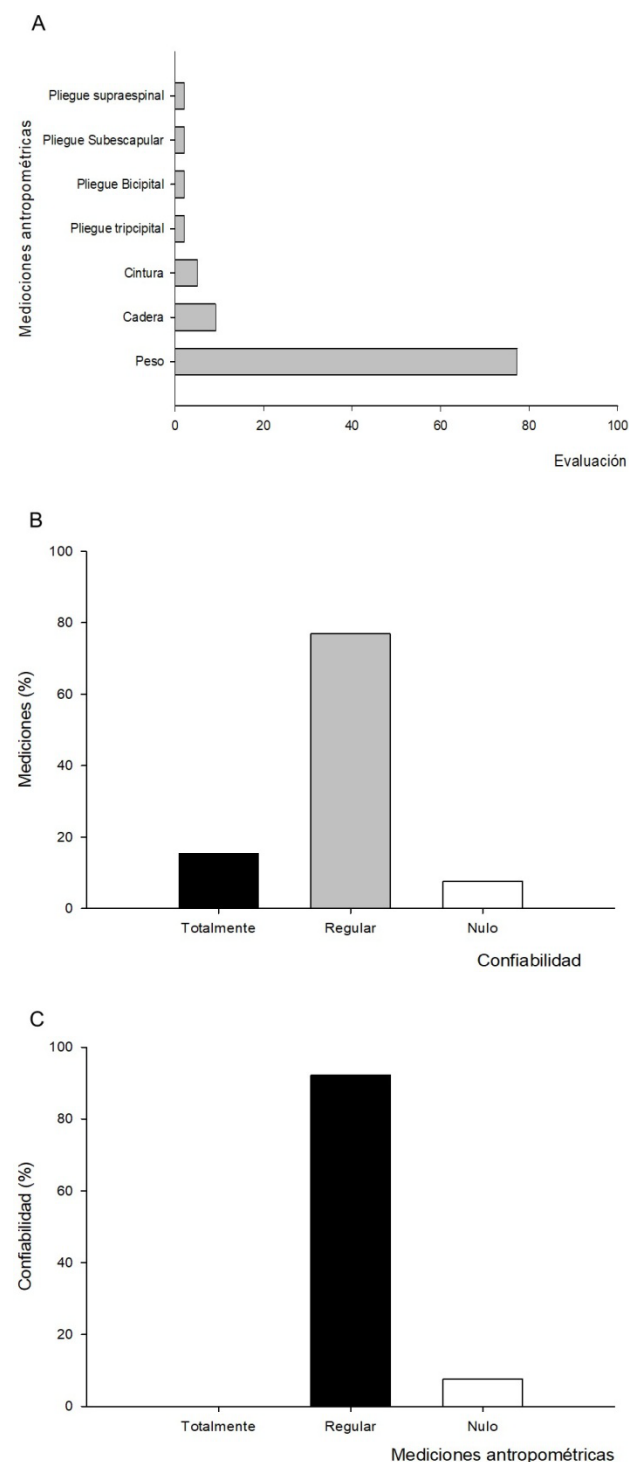 A
Mediociones antropométricas
Pliegue supraespinal
Pliegue Subescapular
Pliegue Bicipital
Pliegue tripcipital
Cintura
Cadera
Peso
0 20 40 60 80 100
Evaluación
B
Mediciones (%)
100
80
60
40
20
0
Totalmente Regular Nulo
Confiabilidad
C
Confiabilidad (%)
100
80
60
40
20
0
Totalmente Regular Nulo
Mediciones antropométricas